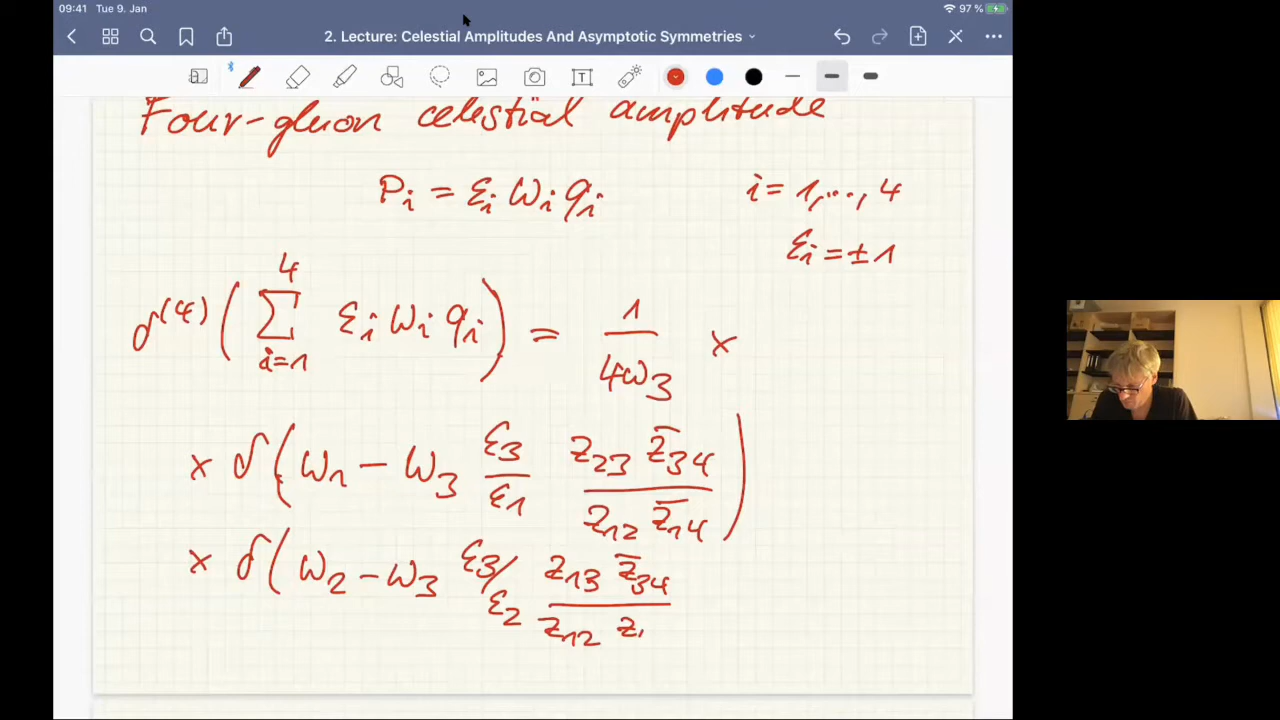 09:41 Tue 9. Jan 97 %
2. Lecture: Celestial Amplitudes And Asymptotic Symmetries
T
Four-gluon celestial amplitude
P_i = ε_i ω_i q_i i = 1,..., 4
ε_i = ± 1
δ^(4) ( ∑_{i=1}^{4} ε_i ω_i q_i ) = 1 / 4ω_3 ×
× δ ( ω_1 − ω_3 ε_3/ε_1 z_23 z̄_34 / z_12 z̄_14 )
× δ ( ω_2 − ω_3 ε_3/ε_2 z_13 z̄_34 / z_12 z